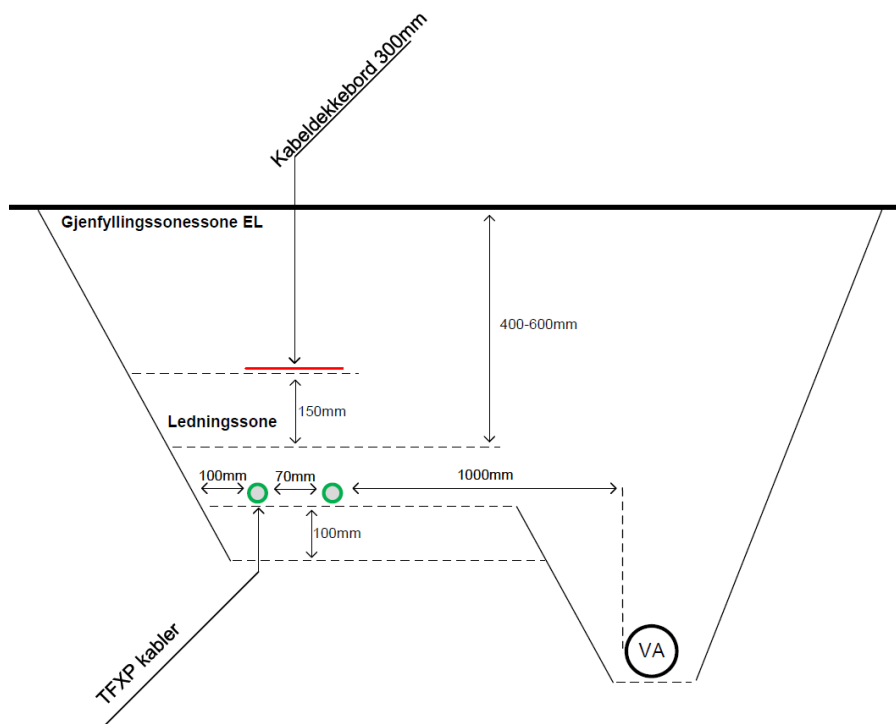 Kabeldekkebord 300mm
Gjenfyllingssonessone EL
400-600mm
150mm
Ledningssone
100mm
70mm
1000mm
100mm
TFXP kabler
VA